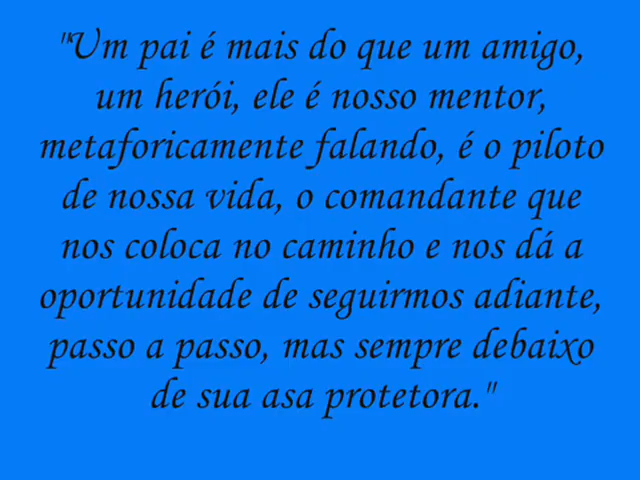 "Um pai é mais do que um amigo,
um herói, ele é nosso mentor,
metaforicamente falando, é o piloto
de nossa vida, o comandante que
nos coloca no caminho e nos dá a
oportunidade de seguirmos adiante,
passo a passo, mas sempre debaixo
de sua asa protetora."